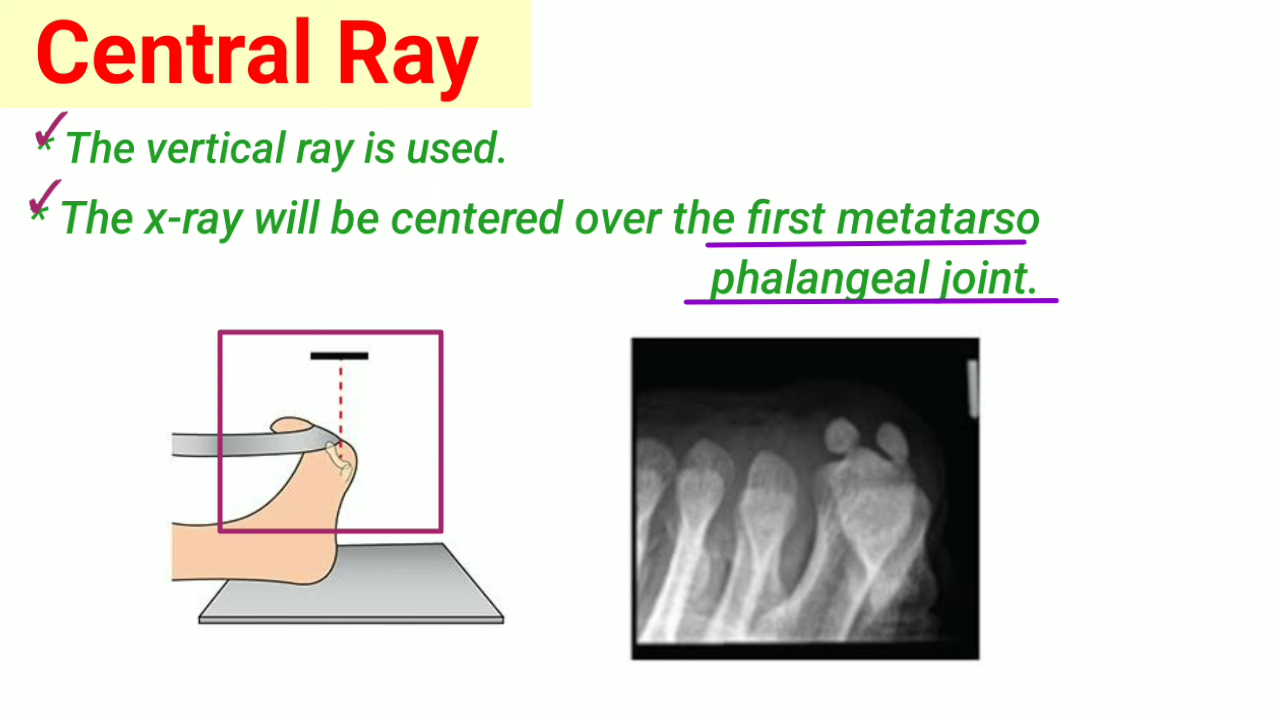 Central Ray
* The vertical ray is used.
* The x-ray will be centered over the first metatarso
phalangeal joint.